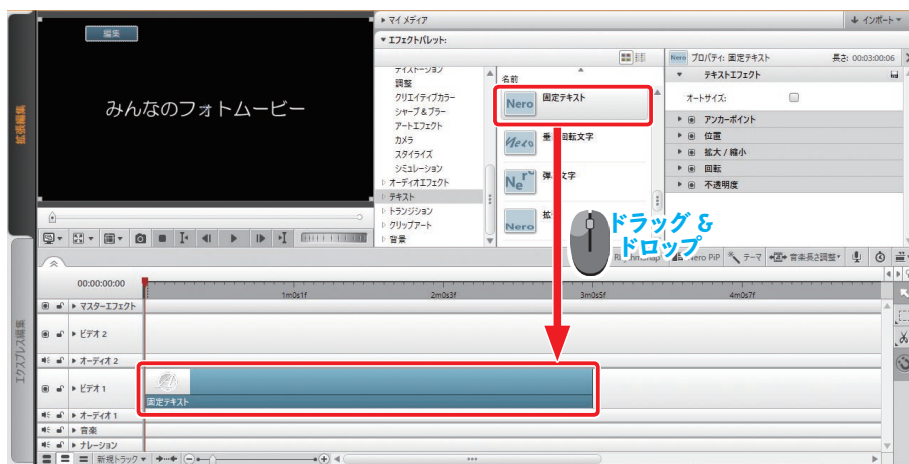 拡張編集
エクスプレス編集
編集
みんなのフォトムービー
マイ メディア
インポート
エフェクトパレット:
調整
クリエイティブカラー
シャープ&ブラー
アートエフェクト
カメラ
スタイライズ
シミュレーション
オーディオエフェクト
テキスト
トランジション
クリップアート
背景
名前
Nero 固定テキスト
Nero
Nero
Nero
Nero プロパティ: 固定テキスト 長さ: 00:03:00:06
テキストエフェクト
オートサイズ:
アンカーポイント
位置
拡大 / 縮小
回転
不透明度
ドラッグ &
ドロップ
Nero PiP テーマ 音楽長さ調整
00:00:00:00
1m0s1f 2m0s3f 3m0s5f 4m0s7f
マスターエフェクト
ビデオ 2
オーディオ 2
ビデオ 1
固定テキスト
オーディオ 1
音楽
ナレーション
新規トラック